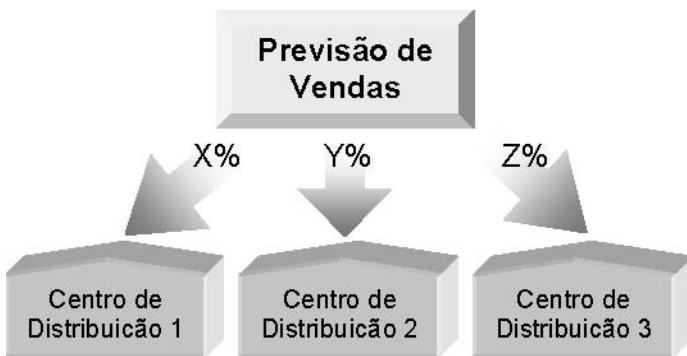 Previsão de
Vendas
X% Y% Z%
Centro de
Distribuicão 1
Centro de
Distribuicão 2
Centro de
Distribuicão 3